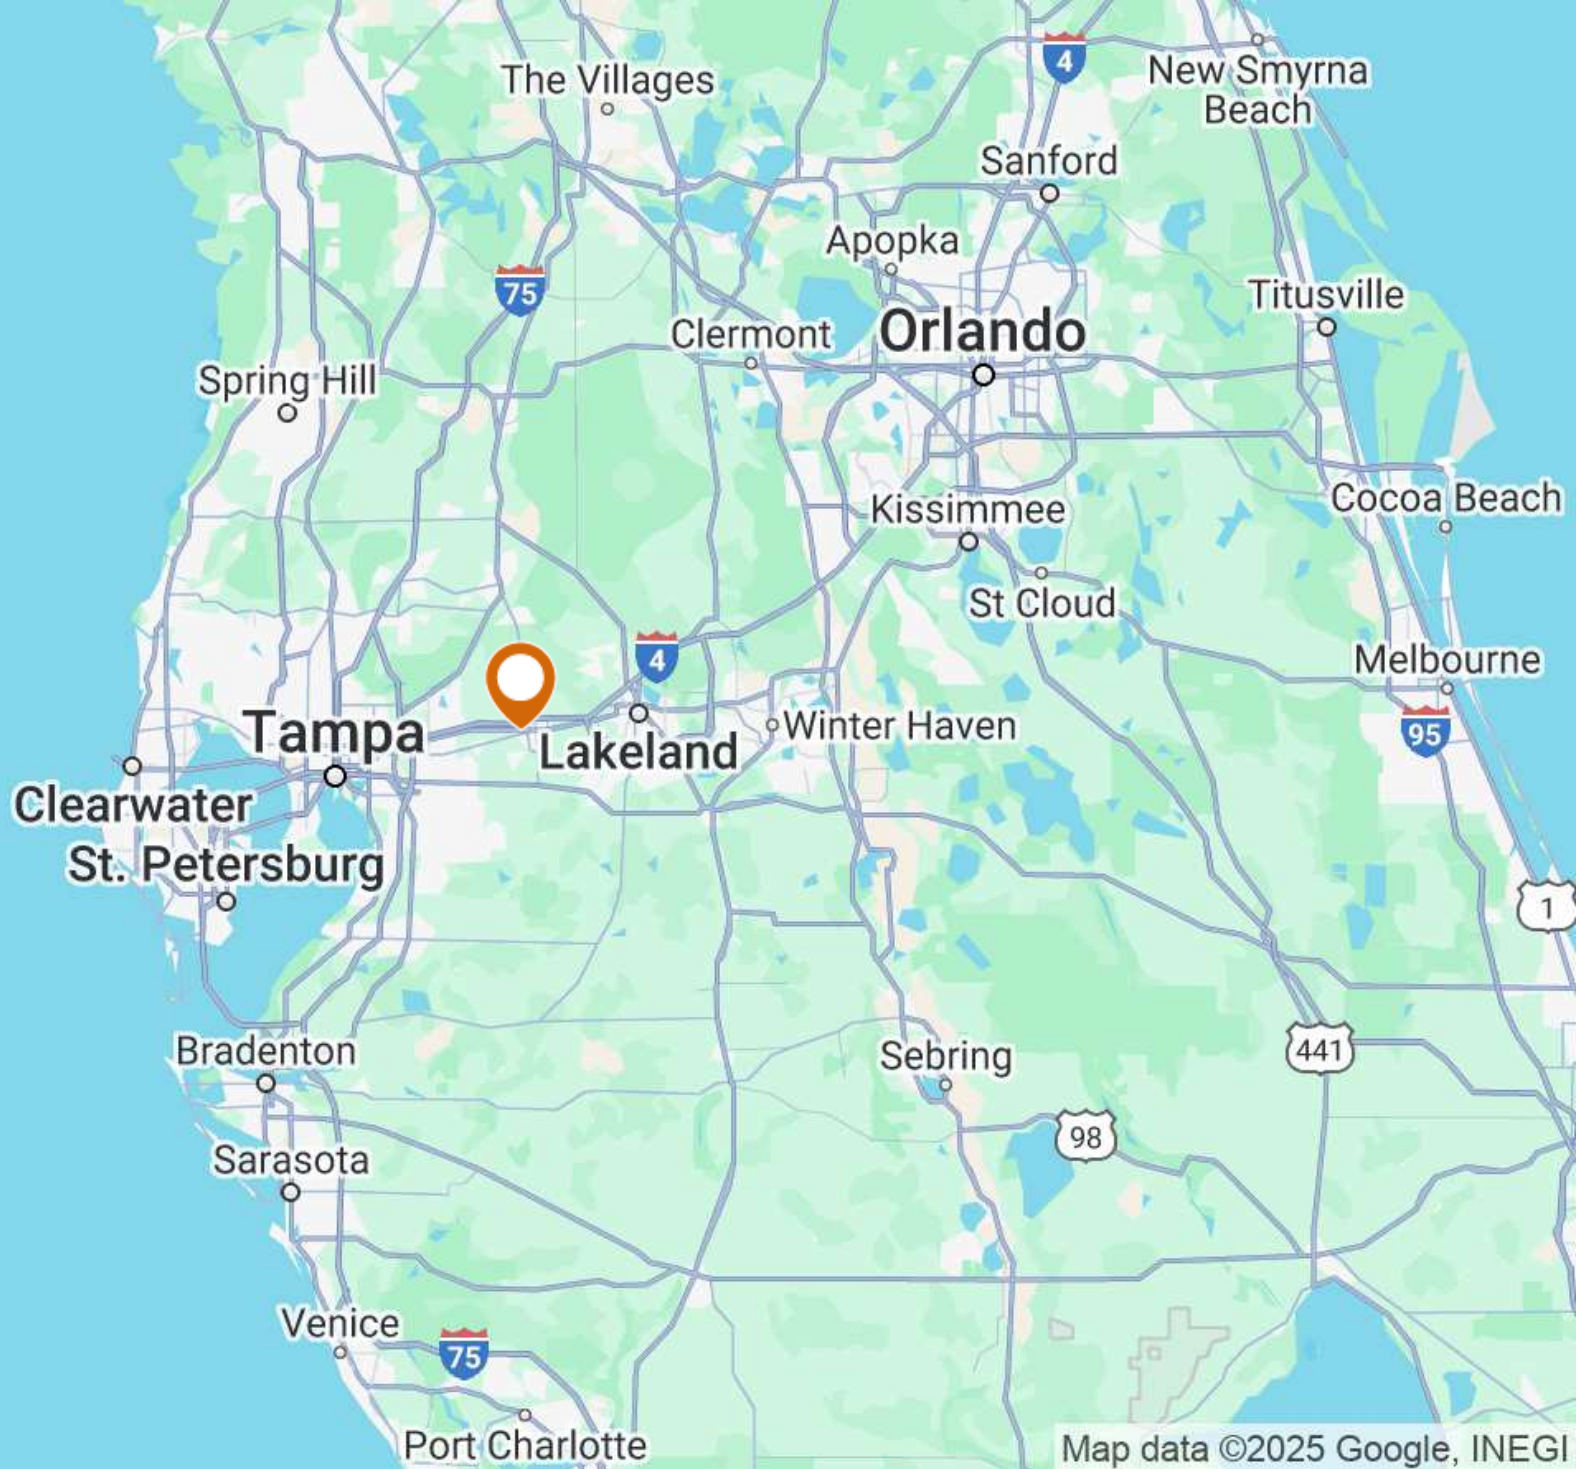 The Villages
4
New Smyrna
Beach
Sanford
Apopka
75
Titusville
Clermont
Orlando
Spring Hill
Cocoa Beach
Kissimmee
St Cloud
4
Melbourne
Tampa
Winter Haven
95
Lakeland
Clearwater
St. Petersburg
1
Bradenton
441
Sebring
98
Sarasota
Venice
75
Port Charlotte
Map data ©2025 Google, INEGI